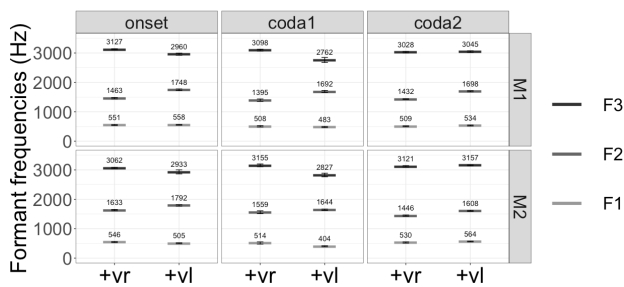 onset coda1 coda2
Formant frequencies (Hz)
3000
2000
1000
0
3127 2960 3098 2762 3028 3045
1463 1748 1395 1692 1432 1698
551 558 508 483 509 534
M1
3000
2000
1000
0
3062 2933 3155 2827 3121 3157
1633 1792 1559 1644 1446 1608
546 505 514 404 530 564
M2
+vr +vl +vr +vl +vr +vl
F3
F2
F1